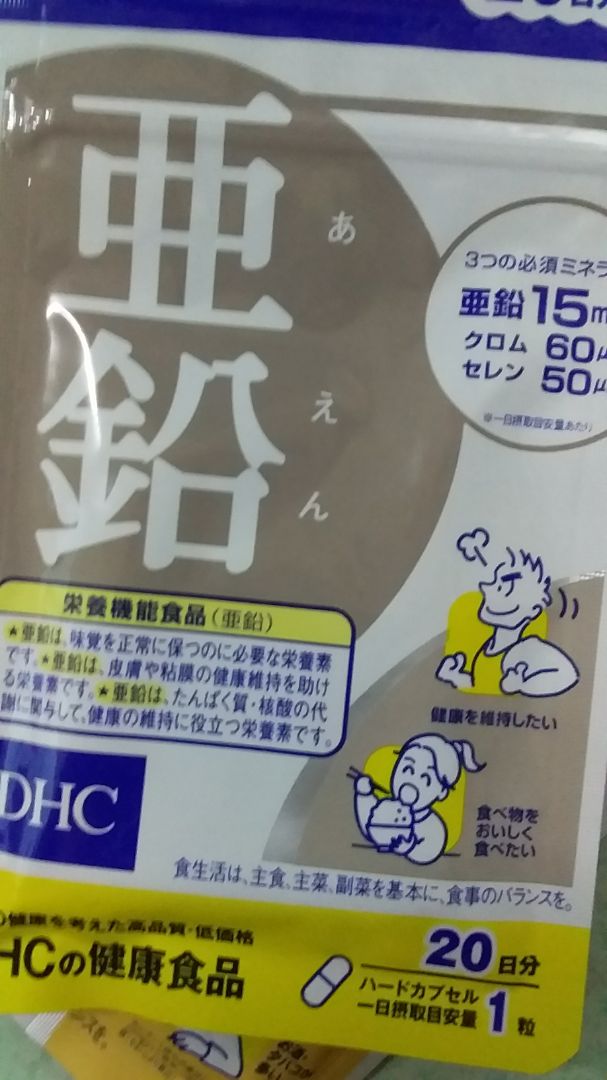 亜鉛
あえん
3つの必須ミネラ
亜鉛 15m
クロム 60μ
セレン 50μ
※一日摂取目安量あたり
栄養機能食品(亜鉛)
★亜鉛は、味覚を正常に保つのに必要な栄養素
です。★亜鉛は、皮膚や粘膜の健康維持を助け
る栄養素です。★亜鉛は、たんぱく質・核酸の代
謝に関与して、健康の維持に役立つ栄養素です。
健康を維持したい
DHC
食べ物を
おいしく
食べたい
食生活は、主食、主菜、副菜を基本に、食事のバランスを。
健康を考えた高品質・低価格
HCの健康食品
20日分
ハードカプセル
一日摂取目安量 1粒